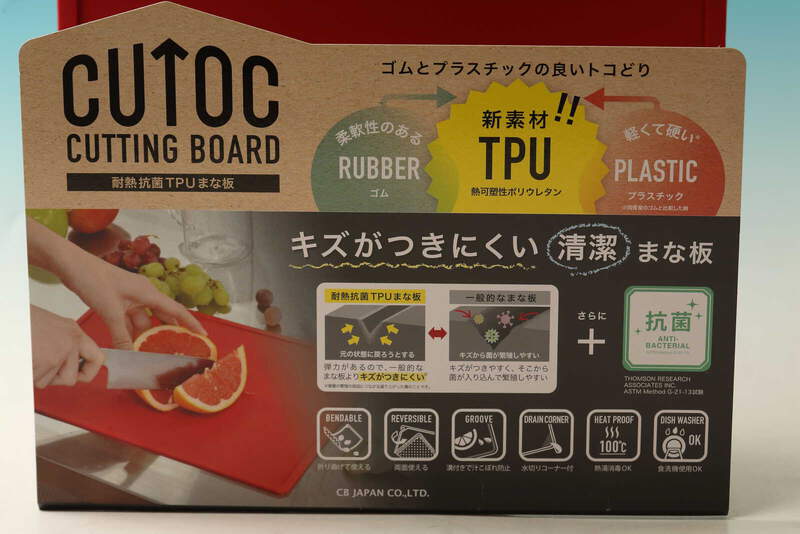 CUTOC
CUTTING BOARD
耐熱抗菌TPUまな板
ゴムとプラスチックの良いトコどり
柔軟性のある
RUBBER
ゴム
新素材!!
TPU
熱可塑性ポリウレタン
軽くて硬い※
PLASTIC
プラスチック
キズがつきにくい 清潔 まな板
耐熱抗菌TPUまな板
元の状態に戻ろうとする
弾力があるので、一般的な
まな板よりキズがつきにくい※
一般的なまな板
キズから菌が繁殖しやすい
キズがつきやすく、そこから
菌が入り込んで繁殖しやすい
さらに
+
抗菌
ANTI-
BACTERIAL
THOMSON RESEARCH
ASSOCIATES INC.
ASTM Method G-21-13試験
BENDABLE
折り曲げて使える
REVERSIBLE
両面使える
GROOVE
溝付きで汁こぼれ防止
DRAIN CORNER
水切りコーナー付
HEAT PROOF
100℃
熱湯消毒OK
DISH WASHER
OK
食洗機使用OK
CB JAPAN CO.,LTD.